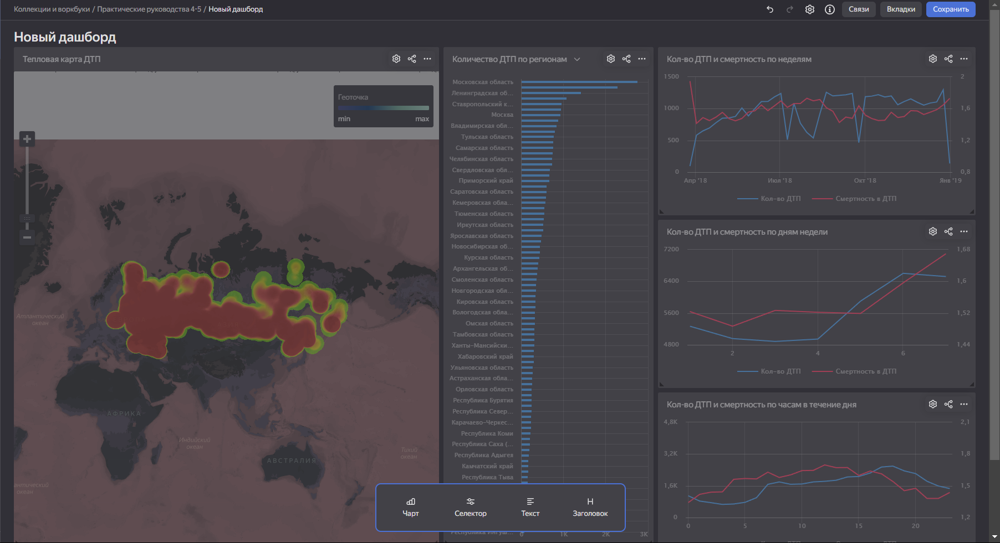 Коллекции и воркбуки / Практические руководства 4-5 / Новый дашборд
Связи
Вкладки
Сохранить
Новый дашборд
Тепловая карта ДТП
Геоточка
min max
Атлантический океан
АФРИКА
Индийский океан
АВСТРАЛИЯ
Тихий океан
Количество ДТП по регионам
Московская область
Ленинградская об...
Ставропольский к...
Москва
Владимирская обл...
Тульская область
Самарская область
Челябинская область
Свердловская обл...
Приморский край
Саратовская область
Кемеровская обла...
Тюменская область
Иркутская область
Ярославская область
Новосибирская об...
Курская область
Архангельская об...
Смоленская область
Новгородская обл...
Кировская область
Вологодская обла...
Омская область
Тамбовская область
Ханты-Мансийски...
Хабаровский край
Ульяновская область
Астраханская обла...
Орловская область
Республика Бурятия
Республика Север...
Карачаево-Черкес...
Республика Коми
Республика Саха (...
Республика Адыгея
Камчатский край
Республика Тыва
Республика Ингуш...
0 1K 2K 3K
Кол-во ДТП и смертность по неделям
1500 2
1000 1,6
500 1,2
0 0,8
Апр '18 Июл '18 Окт '18 Янв '19
Кол-во ДТП Смертность в ДТП
Кол-во ДТП и смертность по дням недели
7200 1,68
6400 1,6
5600 1,52
4800 1,44
2 4 6
Кол-во ДТП Смертность в ДТП
Кол-во ДТП и смертность по часам в течение дня
4,8K 2,1
3,2K 1,8
1,6K 1,5
0 1,2
0 5 10 15 20
Чарт
Селектор
Текст
Заголовок